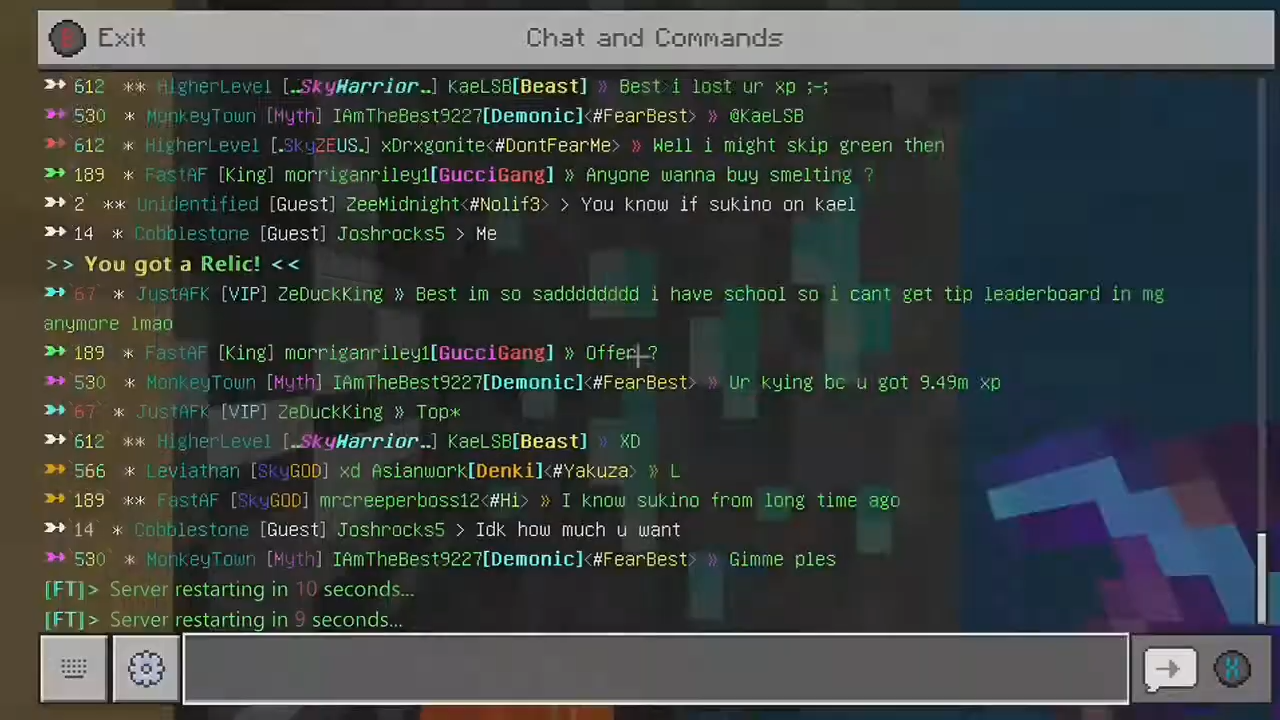 Exit
Chat and Commands
612 ** HigherLevel [..SkyWarrior..] KaeLSB[Beast] » Best i lost ur xp ;-;
530 * MonkeyTown [Myth] IAmTheBest9227[Demonic]<#FearBest> » @KaeLSB
612 * HigherLevel [.SkyZEUS.] xDrxgonite<#DontFearMe> » Well i might skip green then
189 * FastAF [King] morriganriley1[GucciGang] » Anyone wanna buy smelting ?
2 ** Unidentified [Guest] ZeeMidnight<#Nolif3> > You know if sukino on kael
14 * Cobblestone [Guest] Joshrocks5 > Me
>> You got a Relic! <<
67 * JustAFK [VIP] ZeDuckKing » Best im so sadddddddd i have school so i cant get tip leaderboard in mg
anymore lmao
189 * FastAF [King] morriganriley1[GucciGang] » Offer ?
530 * MonkeyTown [Myth] IAmTheBest9227[Demonic]<#FearBest> » Ur kying bc u got 9.49m xp
67 * JustAFK [VIP] ZeDuckKing » Top*
612 ** HigherLevel [..SkyWarrior..] KaeLSB[Beast] » XD
566 * Leviathan [SkyGOD] xd Asianwork[Denki]<#Yakuza> » L
189 ** FastAF [SkyGOD] mrcreeperboss12<#Hi> » I know sukino from long time ago
14 * Cobblestone [Guest] Joshrocks5 > Idk how much u want
530 * MonkeyTown [Myth] IAmTheBest9227[Demonic]<#FearBest> » Gimme ples
[FT]> Server restarting in 10 seconds...
[FT]> Server restarting in 9 seconds...
X